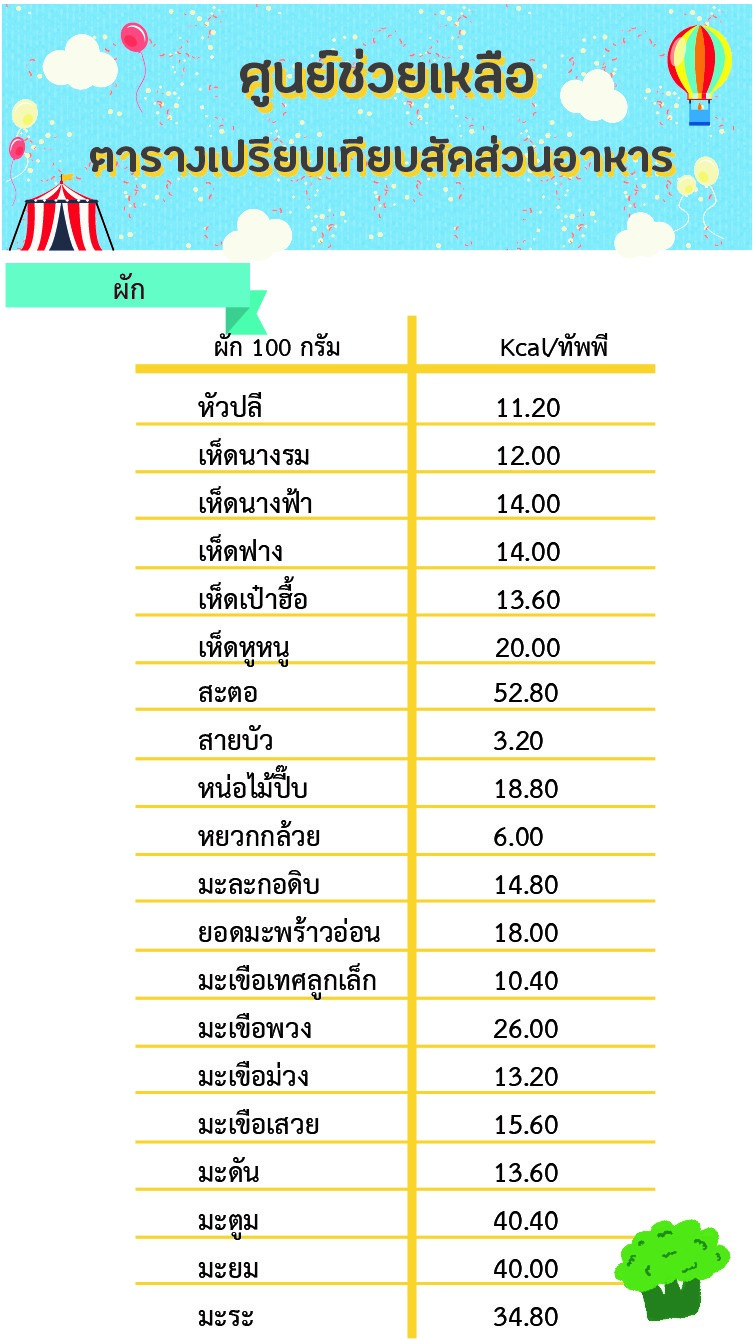 ศูนย์ช่วยเหลือ
ตารางเปรียบเทียบสัดส่วนอาหาร
ผัก
ผัก 100 กรัม Kcal/ทัพพี
หัวปลี 11.20
เห็ดนางรม 12.00
เห็ดนางฟ้า 14.00
เห็ดฟาง 14.00
เห็ดเป๋าฮื้อ 13.60
เห็ดหูหนู 20.00
สะตอ 52.80
สายบัว 3.20
หน่อไม้ปี๊บ 18.80
หยวกกล้วย 6.00
มะละกอดิบ 14.80
ยอดมะพร้าวอ่อน 18.00
มะเขือเทศลูกเล็ก 10.40
มะเขือพวง 26.00
มะเขือม่วง 13.20
มะเขือเสวย 15.60
มะดัน 13.60
มะตูม 40.40
มะยม 40.00
มะระ 34.80